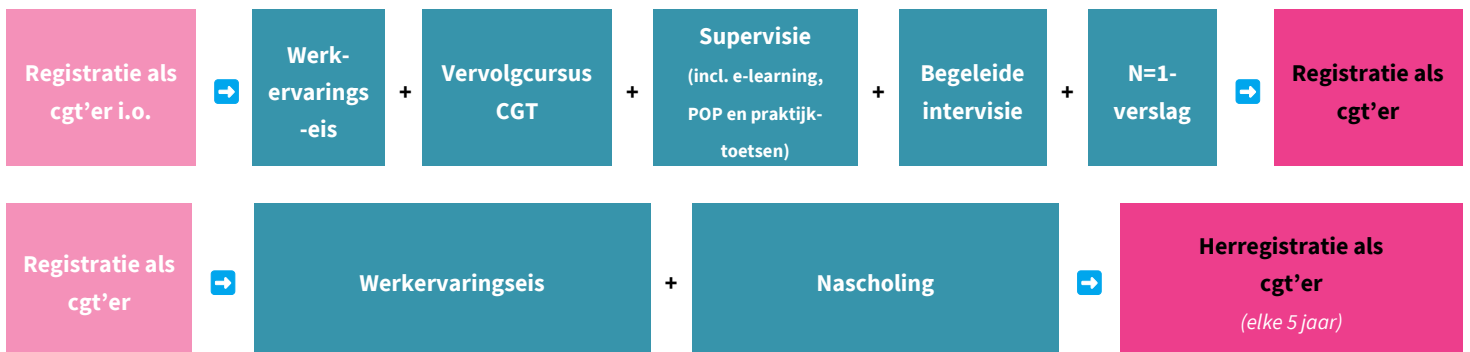 Registratie als
cgt'er i.o.
➡
Werk-
ervarings
-eis
+
Vervolgcursus
CGT
+
Supervisie
(incl. e-learning,
POP en praktijk-
toetsen)
+
Begeleide
intervisie
+
N=1-
verslag
➡
Registratie als
cgt'er
Registratie als
cgt'er
➡
Werkervaringseis
+
Nascholing
➡
Herregistratie als
cgt'er
(elke 5 jaar)